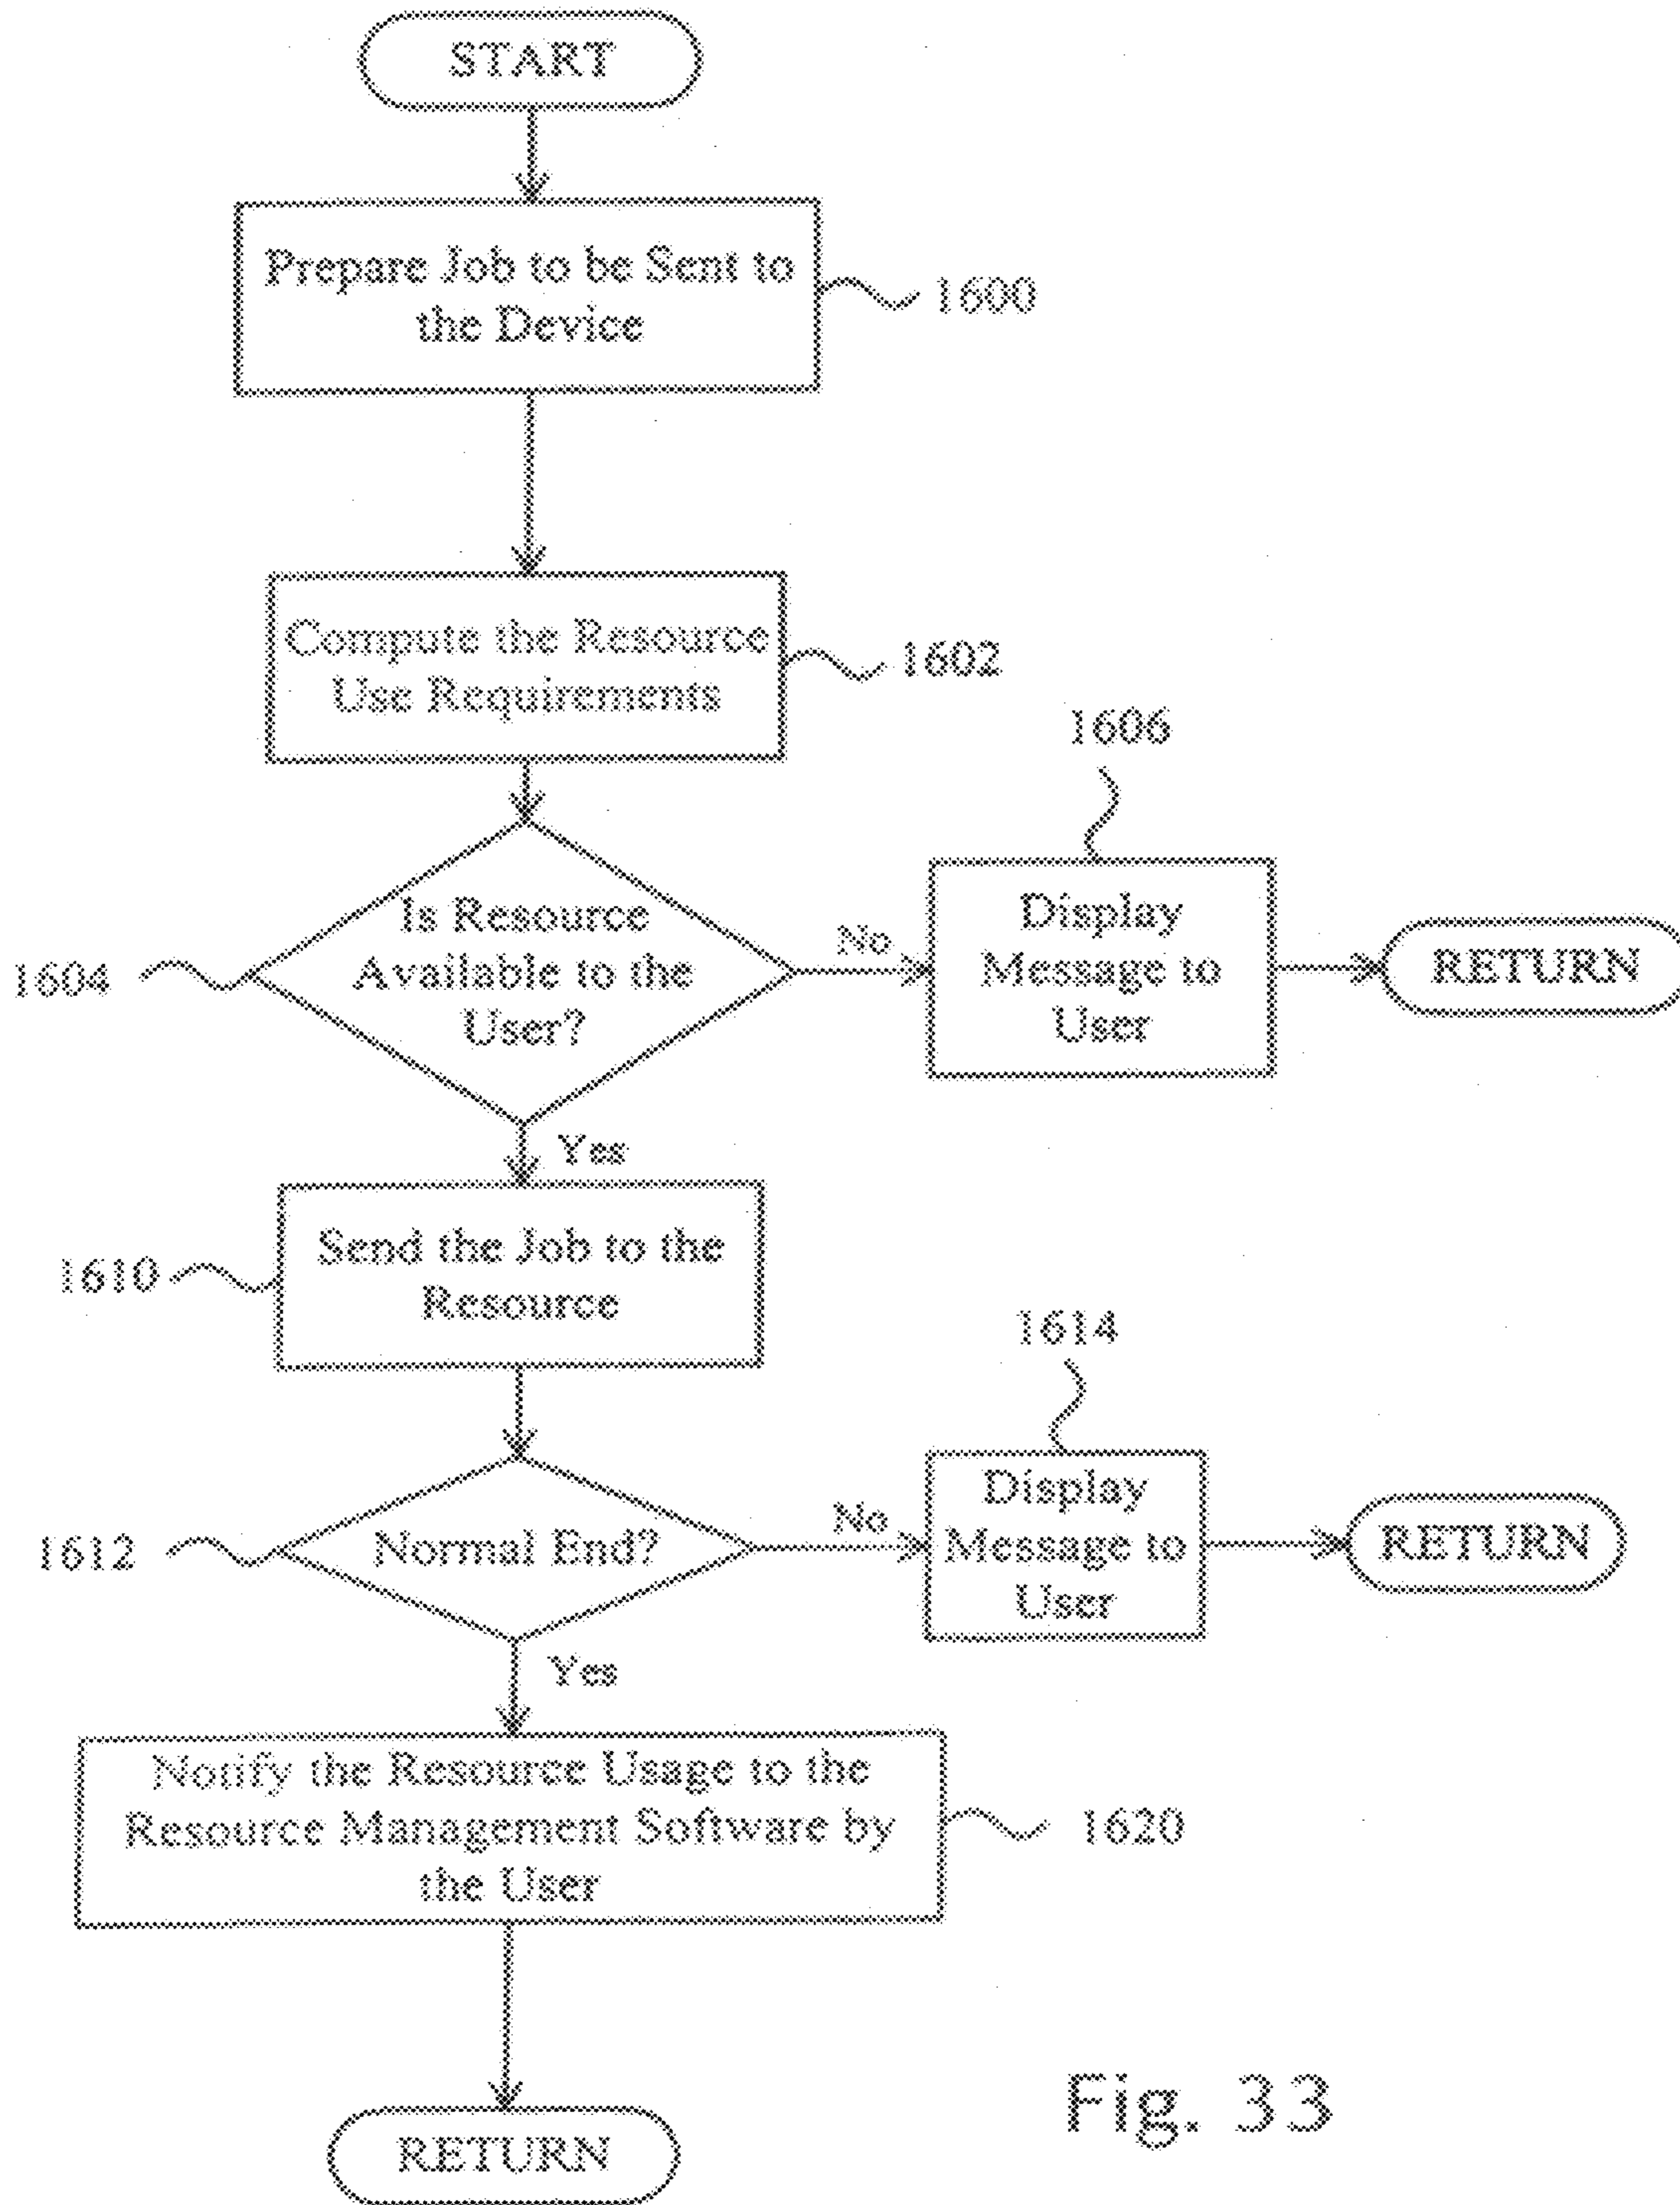 START
Prepare Job to be Sent to
the Device
1600
Compute the Resource
Use Requirements
1602
1606
Is Resource
Available to the
User?
1604
No
Display
Message to
User
RETURN
Yes
Send the Job to the
Resource
1610
1614
Normal End?
1612
No
Display
Message to
User
RETURN
Yes
Notify the Resource Usage to the
Resource Management Software by
the User
1620
RETURN
Fig. 33